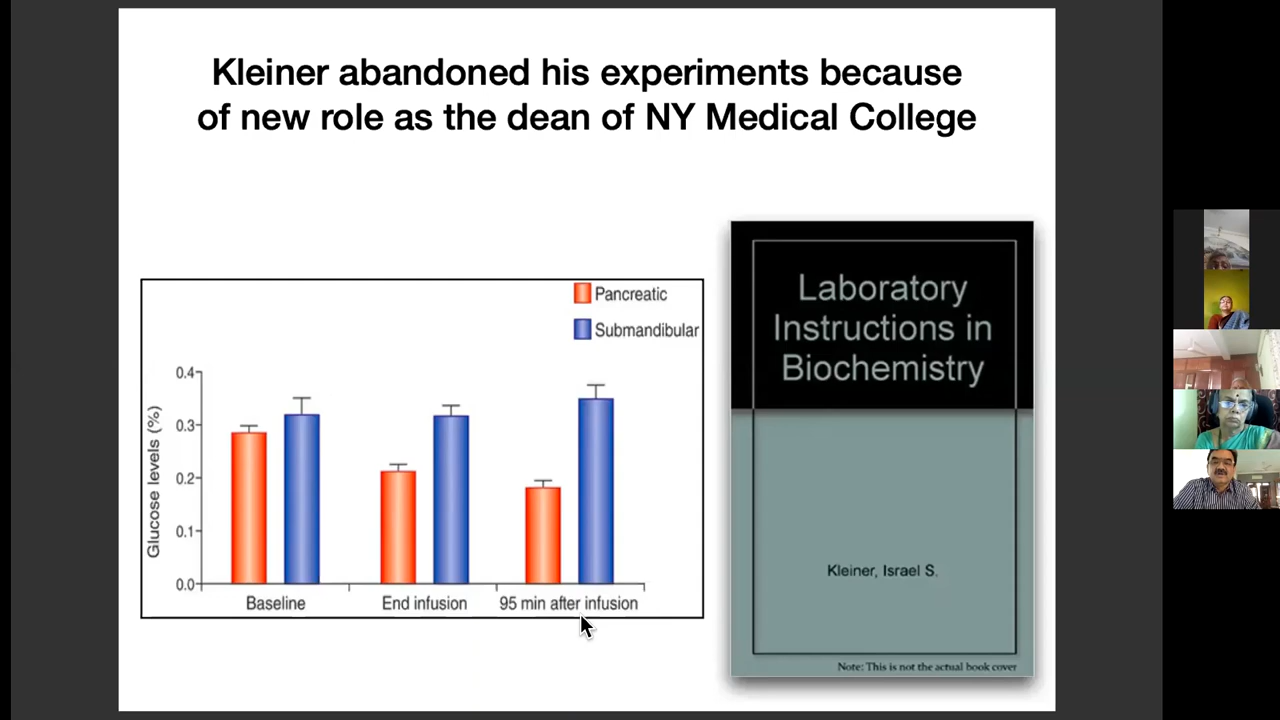 Kleiner abandoned his experiments because
of new role as the dean of NY Medical College
Pancreatic
Submandibular
Glucose levels (%)
0.4
0.3
0.2
0.1
0.0
Baseline
End infusion
95 min after infusion
Laboratory
Instructions in
Biochemistry
Kleiner, Israel S.
Note: This is not the actual book cover